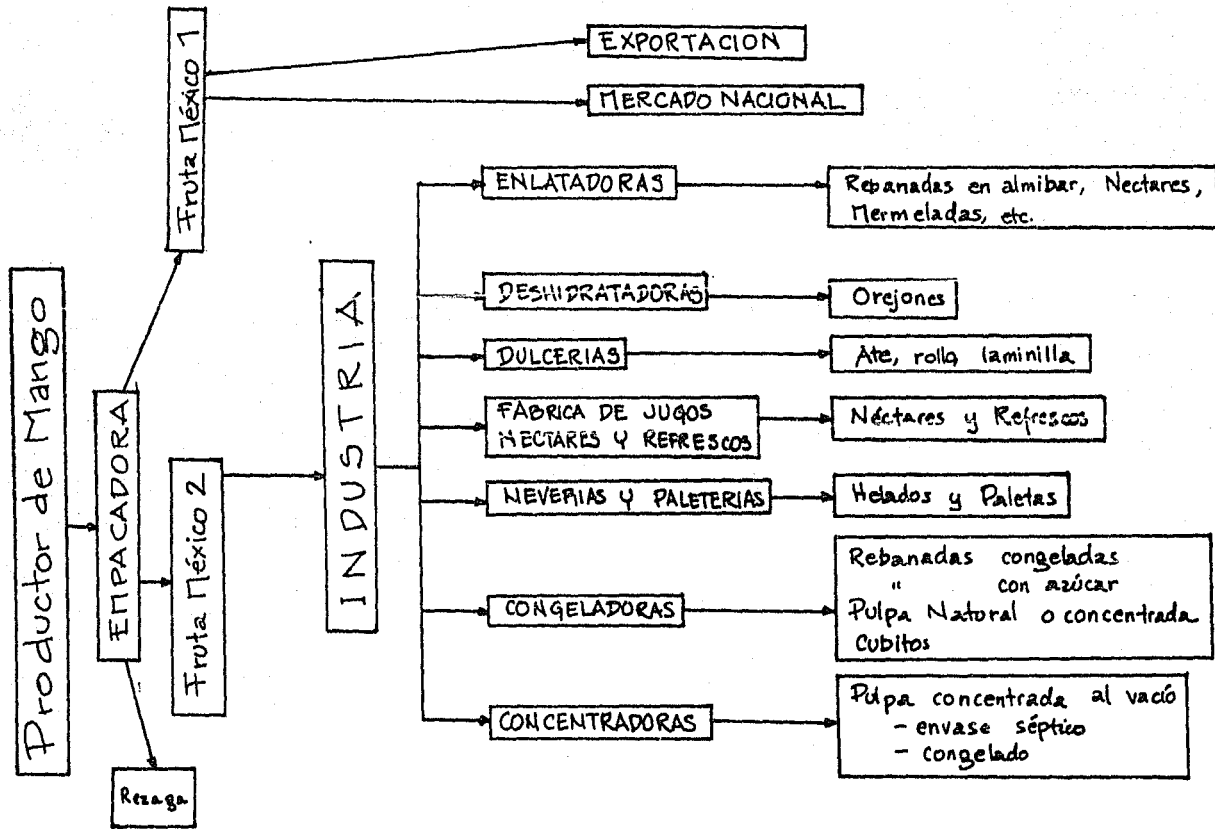 Productor de Mango
EMPACADORA
Fruta México 1
Fruta México 2
Rezaga
EXPORTACION
MERCADO NACIONAL
INDUSTRIA
ENLATADORAS
Rebanadas en almibar, Nectares,
Mermeladas, etc.
DESHIDRATADORAS
Orejones
DULCERIAS
Ate, rollo, laminilla
FÁBRICA DE JUGOS
NECTARES Y REFRESCOS
Néctares y Refrescos
NEVERIAS Y PALETERIAS
Helados y Paletas
CONGELADORAS
Rebanadas congeladas
" con azúcar
Pulpa Natural o concentrada
Cubitos
CONCENTRADORAS
Pulpa concentrada al vacío
- envase séptico
- congelado